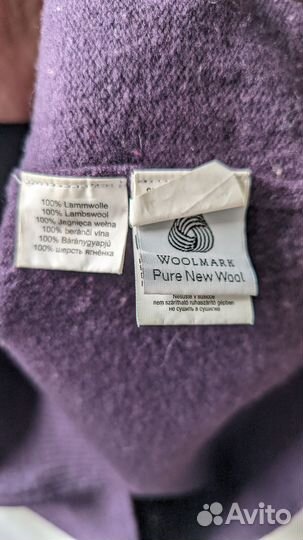 100% Lammwolle
100% Lambswool
100% Jagnięca wełna
100% beránčí vlna
100% Báránygyapjú
100% шерсть ягнёнка
WOOLMARK
Pure New Wool
Nesušte v sušičce
nem szárítható ruhaszárító gépben
не сушить в сушилке
Avito